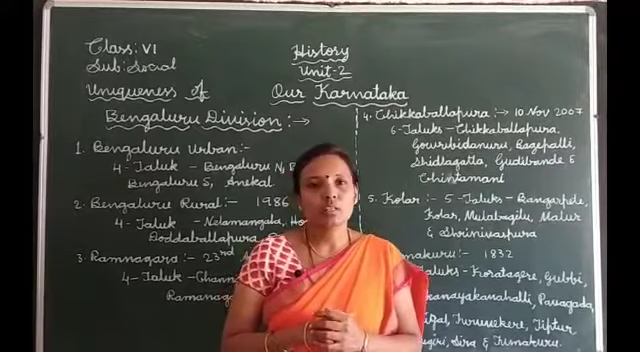 Class: VI
Sub: Social
History
Unit-2
Uniqueness of Our Karnataka
Bengaluru Division :→
1. Bengaluru Urban:-
4-Taluk - Bengaluru N,
Bengaluru S, Anekal
2. Bengaluru Rural:- 1986
4-Taluk - Nelamangala, Ho
Doddaballapura
3. Ramnagara :- 23rd
4-Taluk - Chann
Ramanag
4. Chikkaballapura :→ 10 Nov 2007
6-Taluks - Chikkaballapura,
Gowribidanuru, Bagepalli,
Shidlagatta, Gudibande &
Chintamani
5. Kolar :- 5-Taluks - Bangarpete,
Kolar, Mulabagilu, Malur
& Shrinivaspura
makuru :- 1832
Taluks - Koratagere, Gubbi,
kanayakanahalli, Pavagada,
Turuvekere, Tiptur
giri, Sira & Tumakuru.